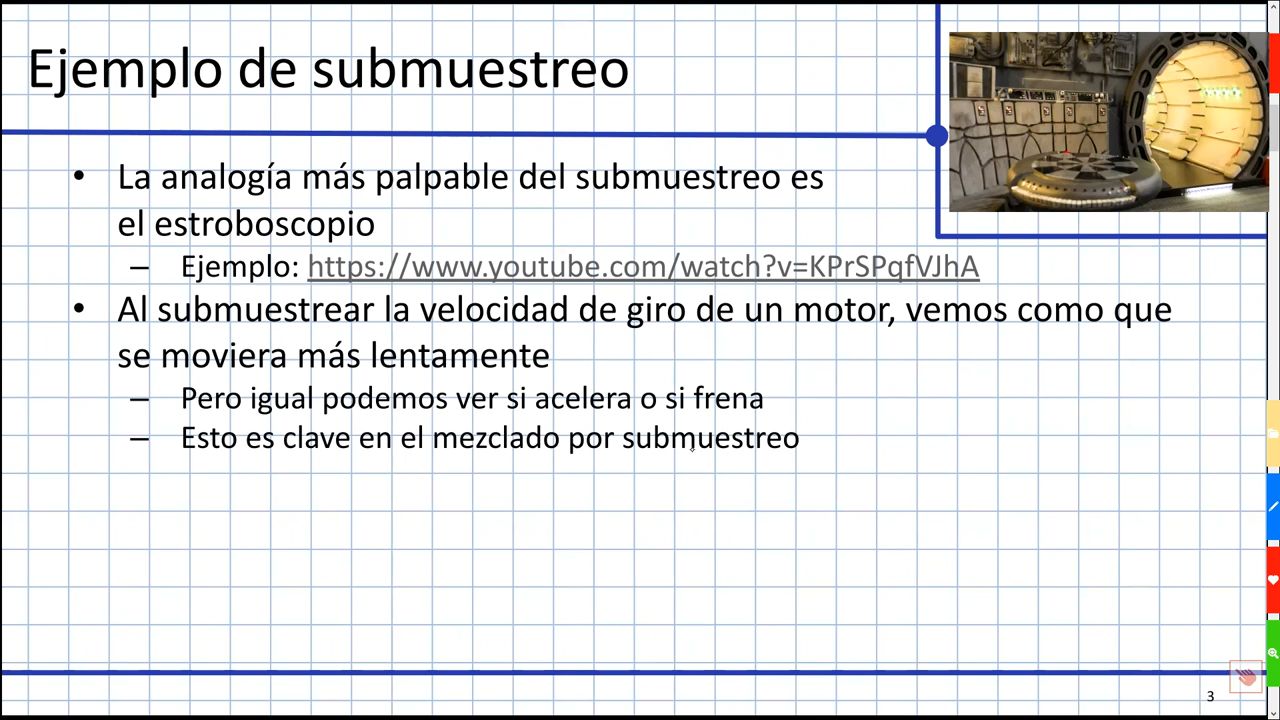 Ejemplo de submuestreo
• La analogía más palpable del submuestreo es
el estroboscopio
– Ejemplo: https://www.youtube.com/watch?v=KPrSPqfVJhA
• Al submuestrear la velocidad de giro de un motor, vemos como que
se moviera más lentamente
– Pero igual podemos ver si acelera o si frena
– Esto es clave en el mezclado por submuestreo
3